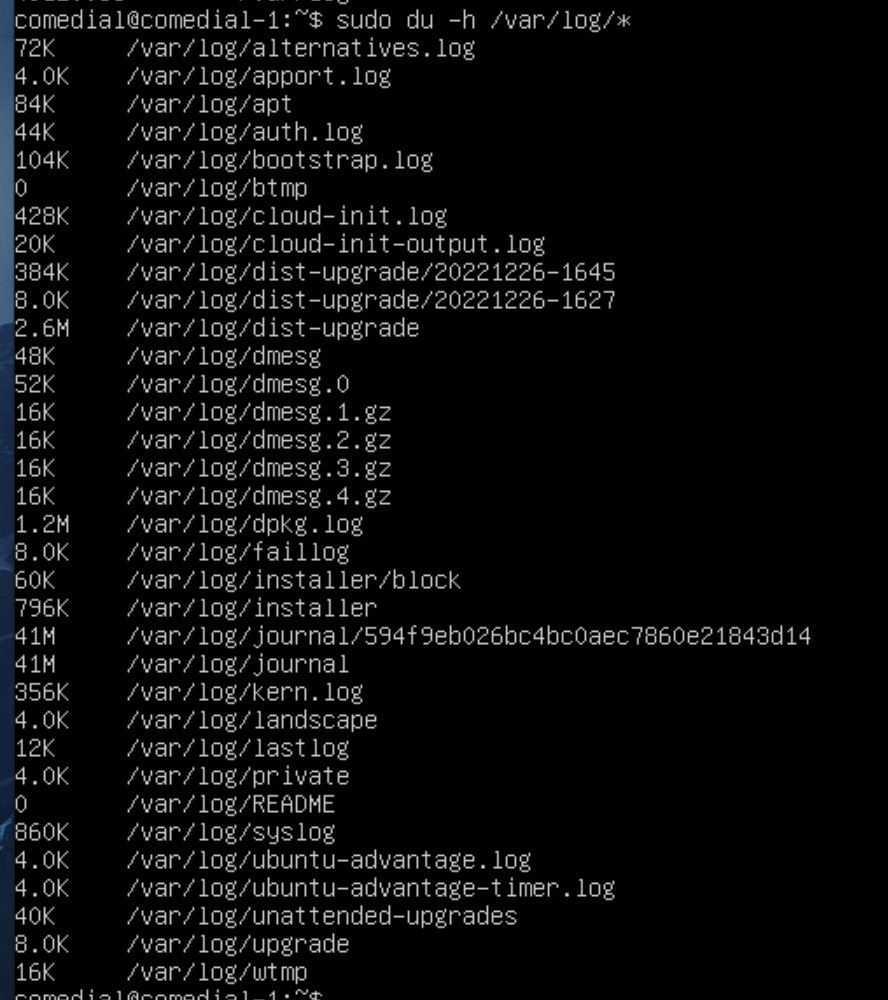 comedial@comedial-1:~$ sudo du -h /var/log/*
72K /var/log/alternatives.log
4.0K /var/log/apport.log
84K /var/log/apt
44K /var/log/auth.log
104K /var/log/bootstrap.log
0 /var/log/btmp
428K /var/log/cloud-init.log
20K /var/log/cloud-init-output.log
384K /var/log/dist-upgrade/20221226-1645
8.0K /var/log/dist-upgrade/20221226-1627
2.6M /var/log/dist-upgrade
48K /var/log/dmesg
52K /var/log/dmesg.0
16K /var/log/dmesg.1.gz
16K /var/log/dmesg.2.gz
16K /var/log/dmesg.3.gz
16K /var/log/dmesg.4.gz
1.2M /var/log/dpkg.log
8.0K /var/log/faillog
60K /var/log/installer/block
796K /var/log/installer
41M /var/log/journal/594f9eb026bc4bc0aec7860e21843d14
41M /var/log/journal
356K /var/log/kern.log
4.0K /var/log/landscape
12K /var/log/lastlog
4.0K /var/log/private
0 /var/log/README
860K /var/log/syslog
4.0K /var/log/ubuntu-advantage.log
4.0K /var/log/ubuntu-advantage-timer.log
40K /var/log/unattended-upgrades
8.0K /var/log/upgrade
16K /var/log/wtmp
comedial@comedial-1:~$